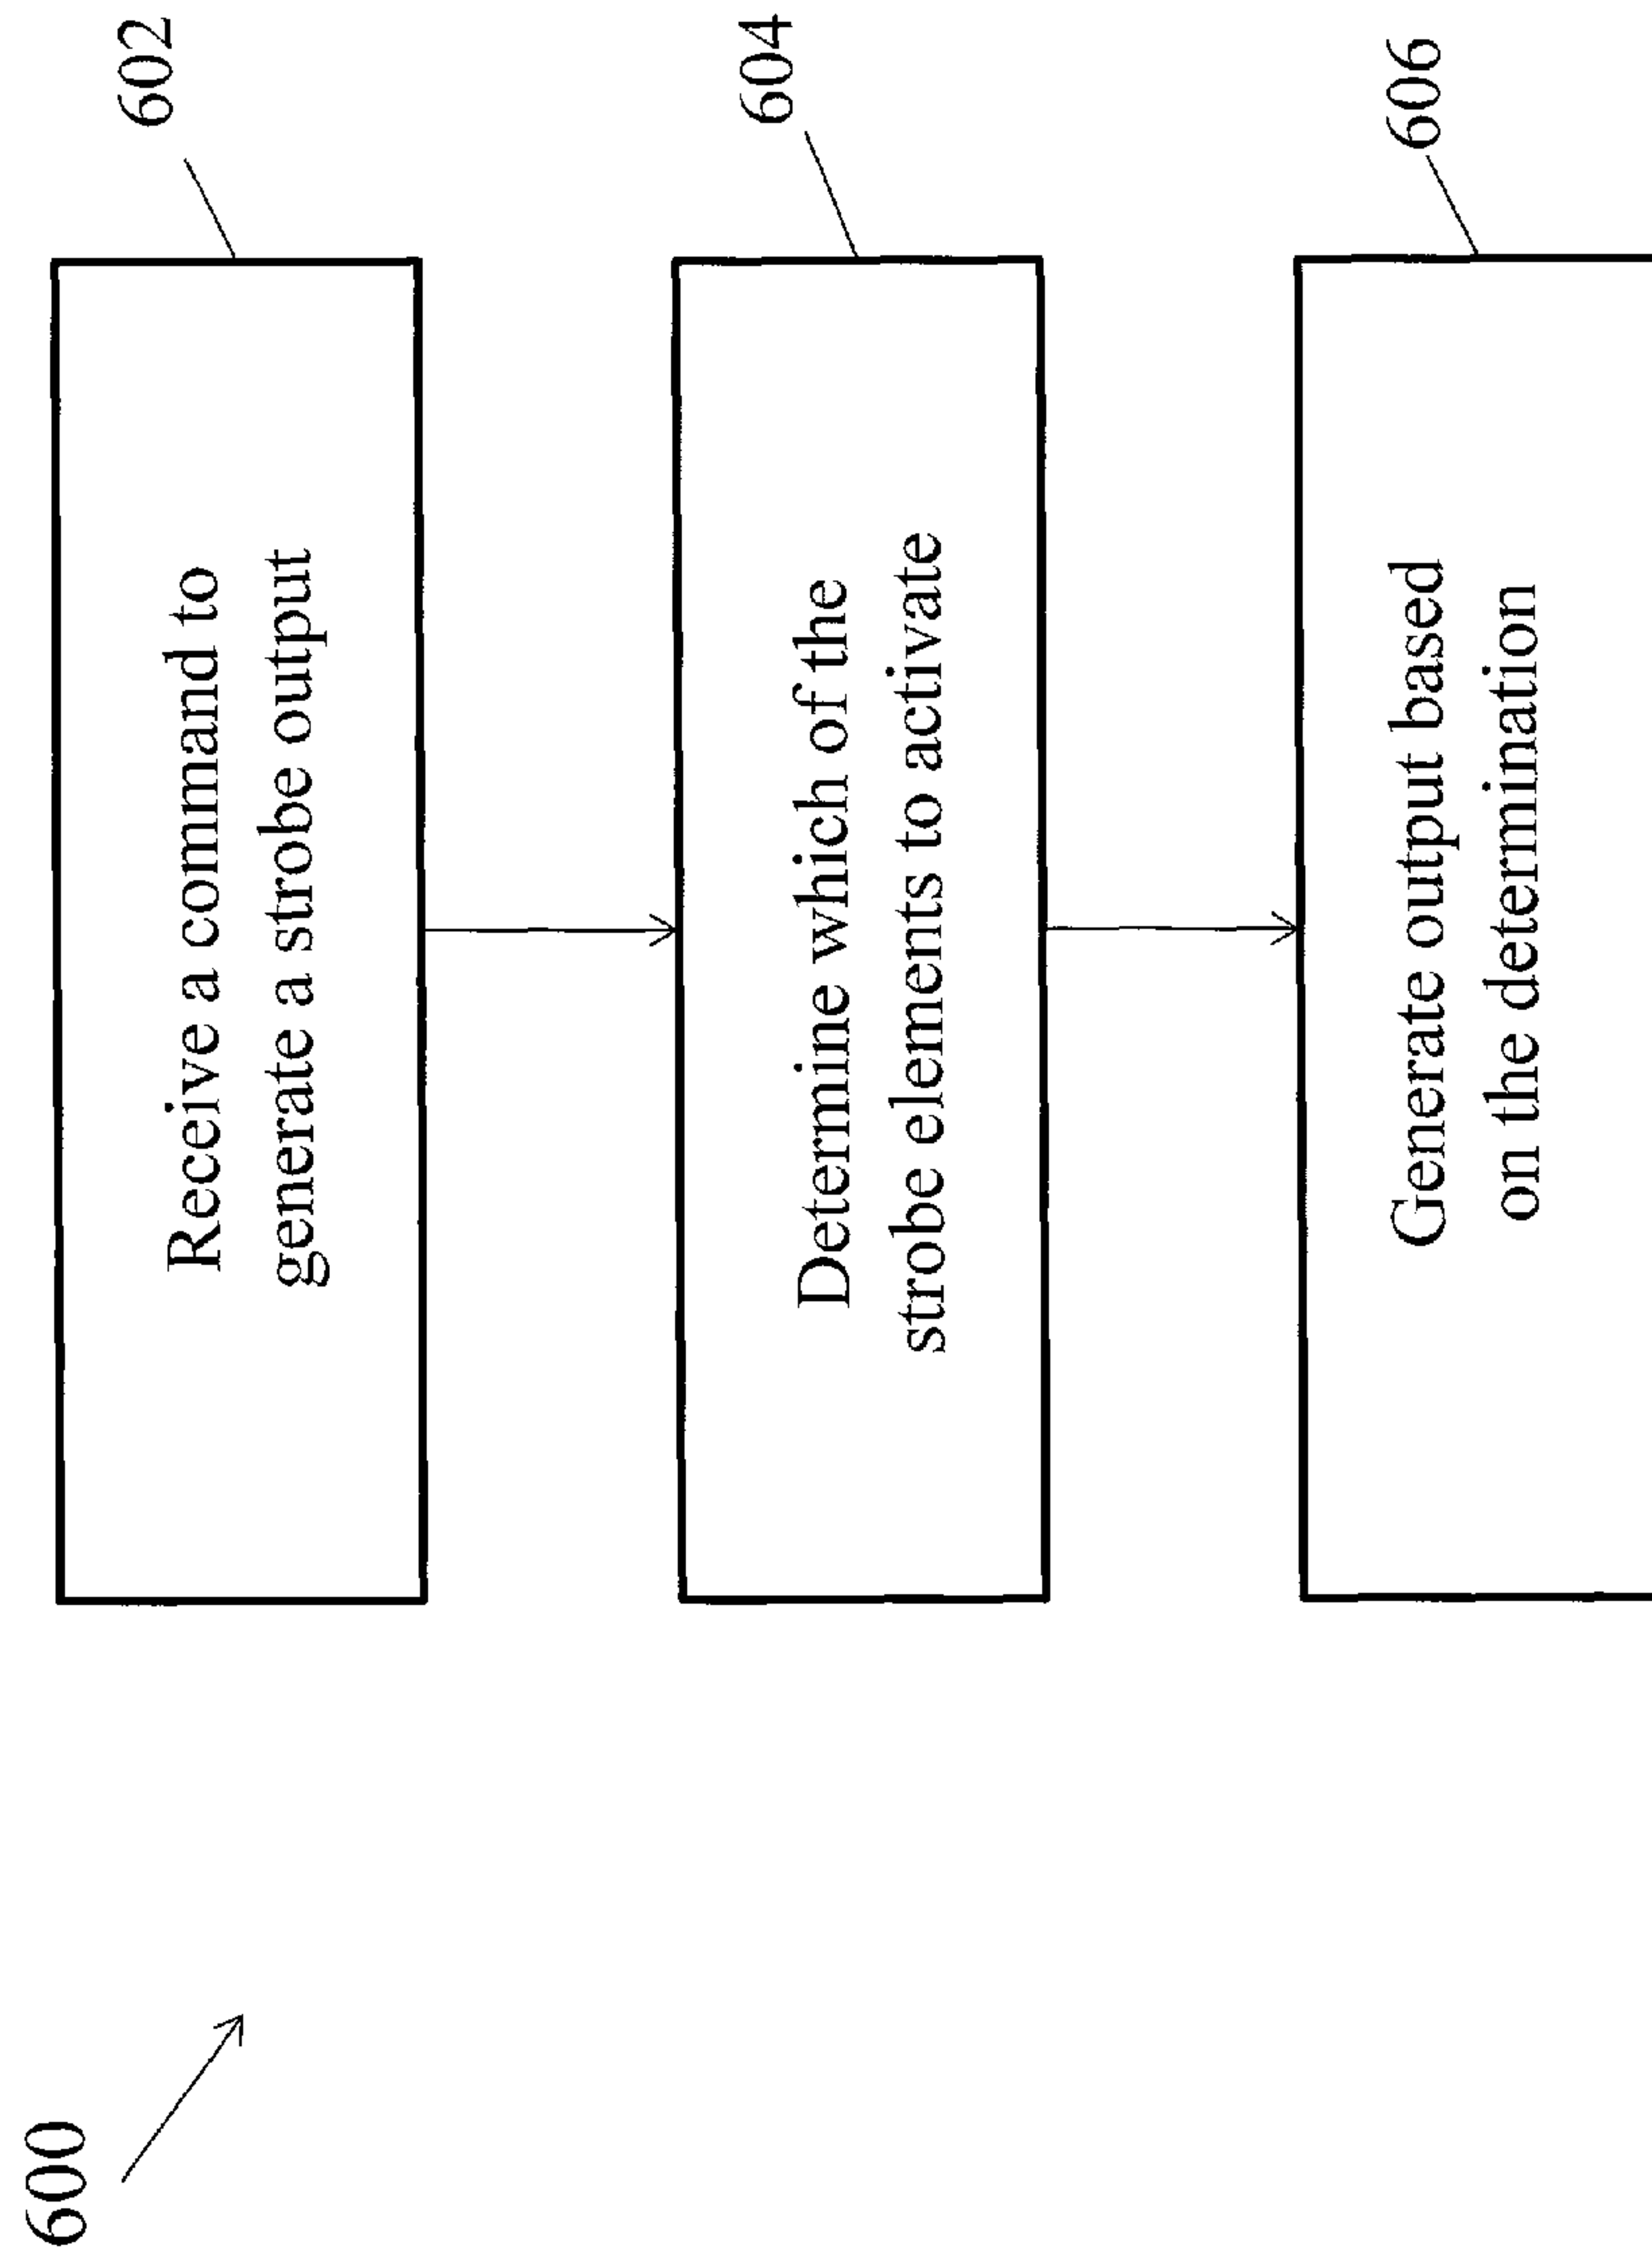 600
Receive a command to
generate a strobe output
602
Determine which of the
strobe elements to activate
604
Generate output based
on the determination
606